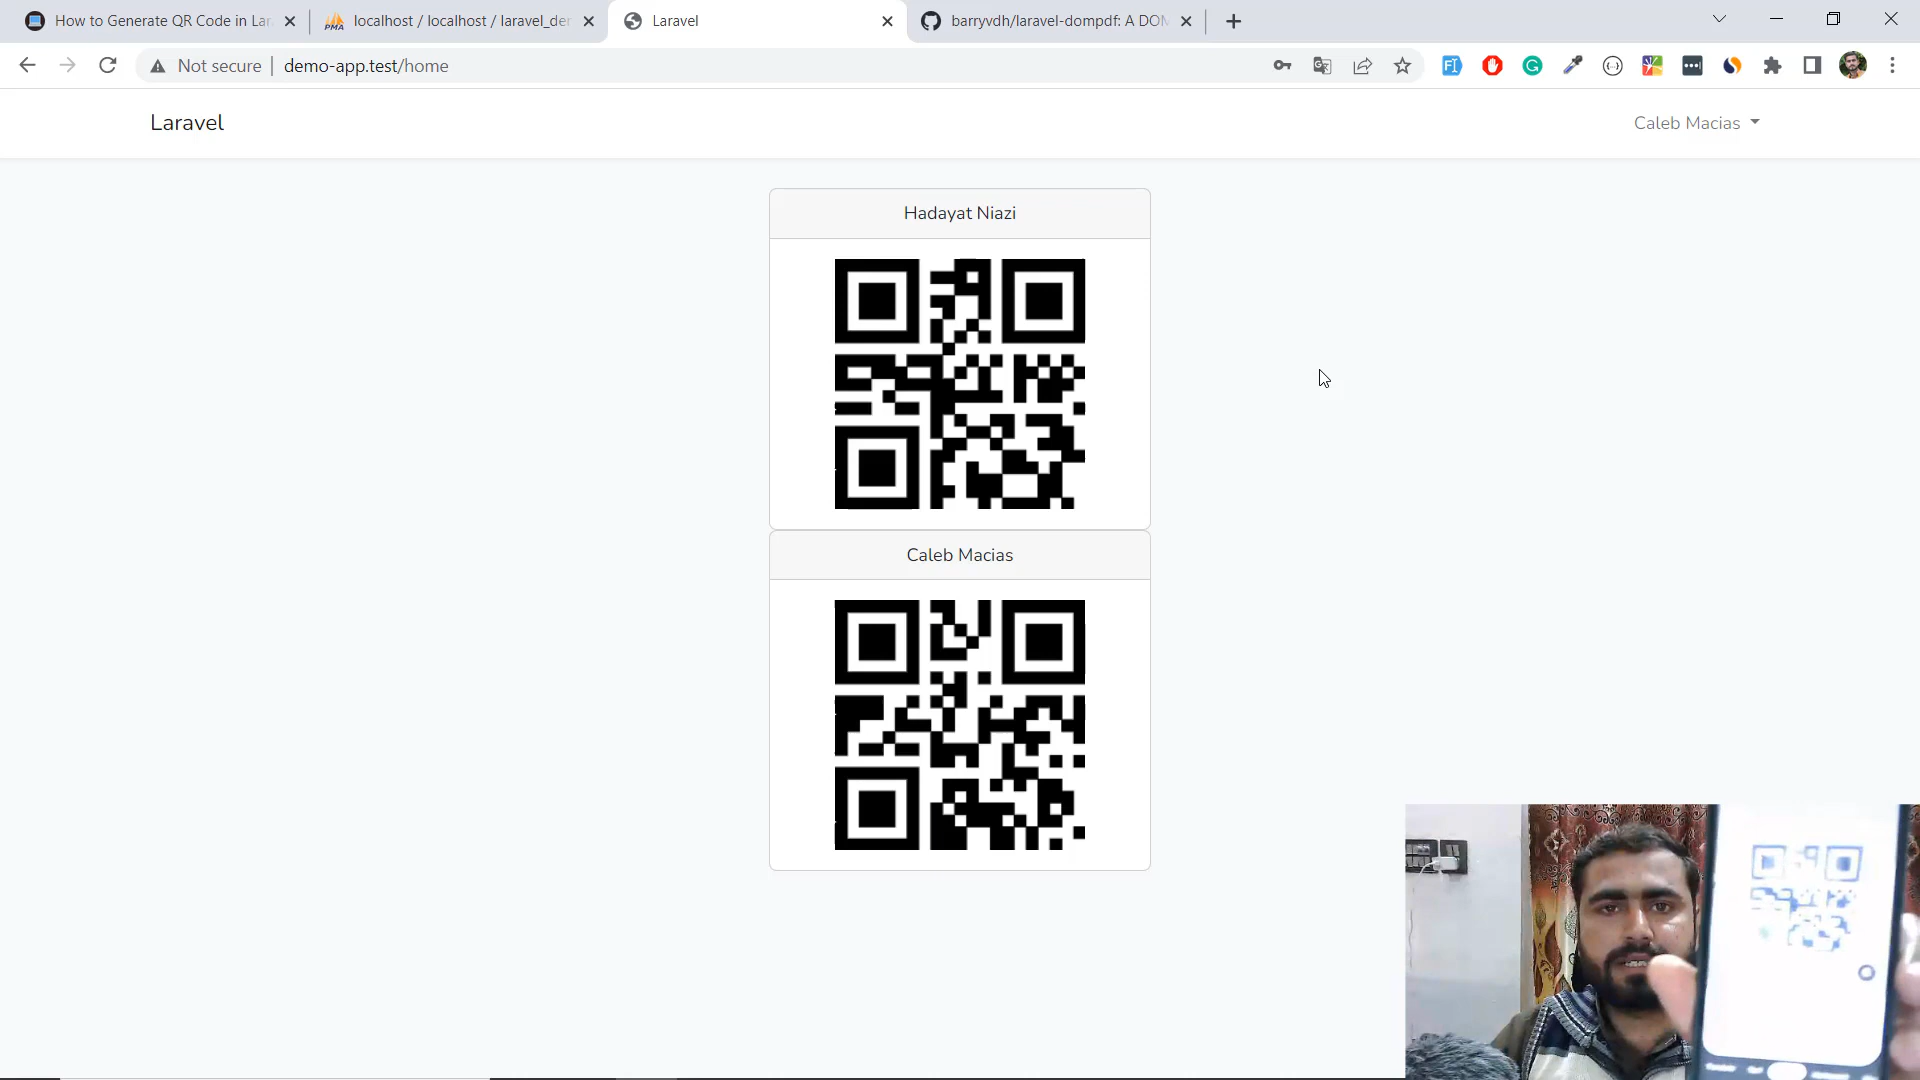 How to Generate QR Code in Lar
localhost / localhost / laravel_de
Laravel
barryvdh/laravel-dompdf: A DOM
Not secure
demo-app.test/home
Laravel
Caleb Macias
Hadayat Niazi
Caleb Macias